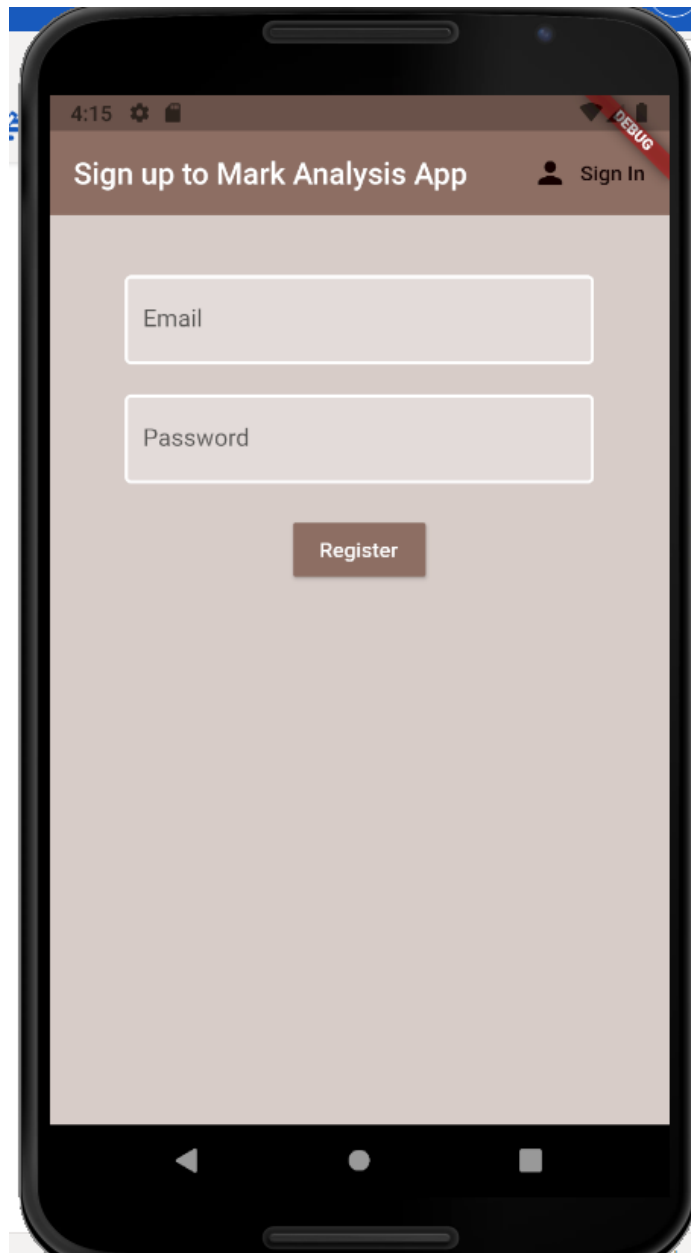 4:15
DEBUG
Sign up to Mark Analysis App
Sign In
Email
Password
Register